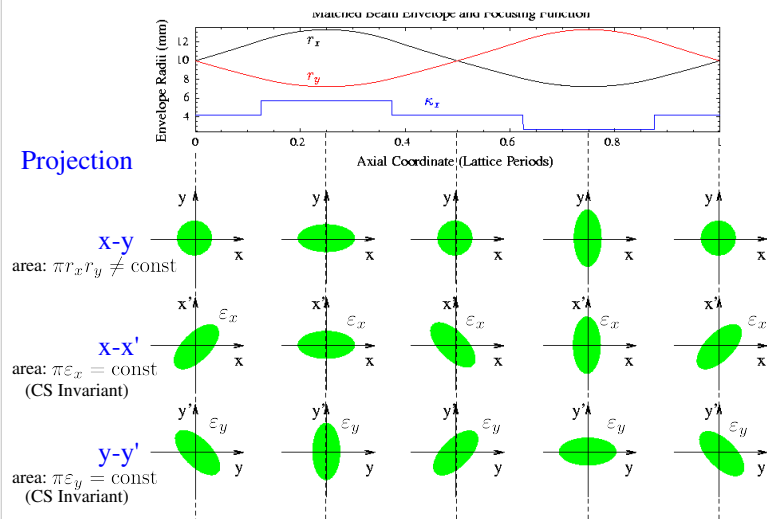 Matched Beam Envelope and Focusing Function
Envelope Radii (mm)
12
10
8
6
4
r_x
r_y
κ_x
0
0.2
0.4
0.6
0.8
1
Axial Coordinate (Lattice Periods)
Projection
y y y y y
x-y
x x x x x
area: πr_x r_y ≠ const
x' x' x' x' x'
ε_x ε_x ε_x ε_x ε_x
x-x'
x x x x x
area: πε_x = const
(CS Invariant)
y' y' y' y' y'
ε_y ε_y ε_y ε_y ε_y
y-y'
y y y y y
area: πε_y = const
(CS Invariant)